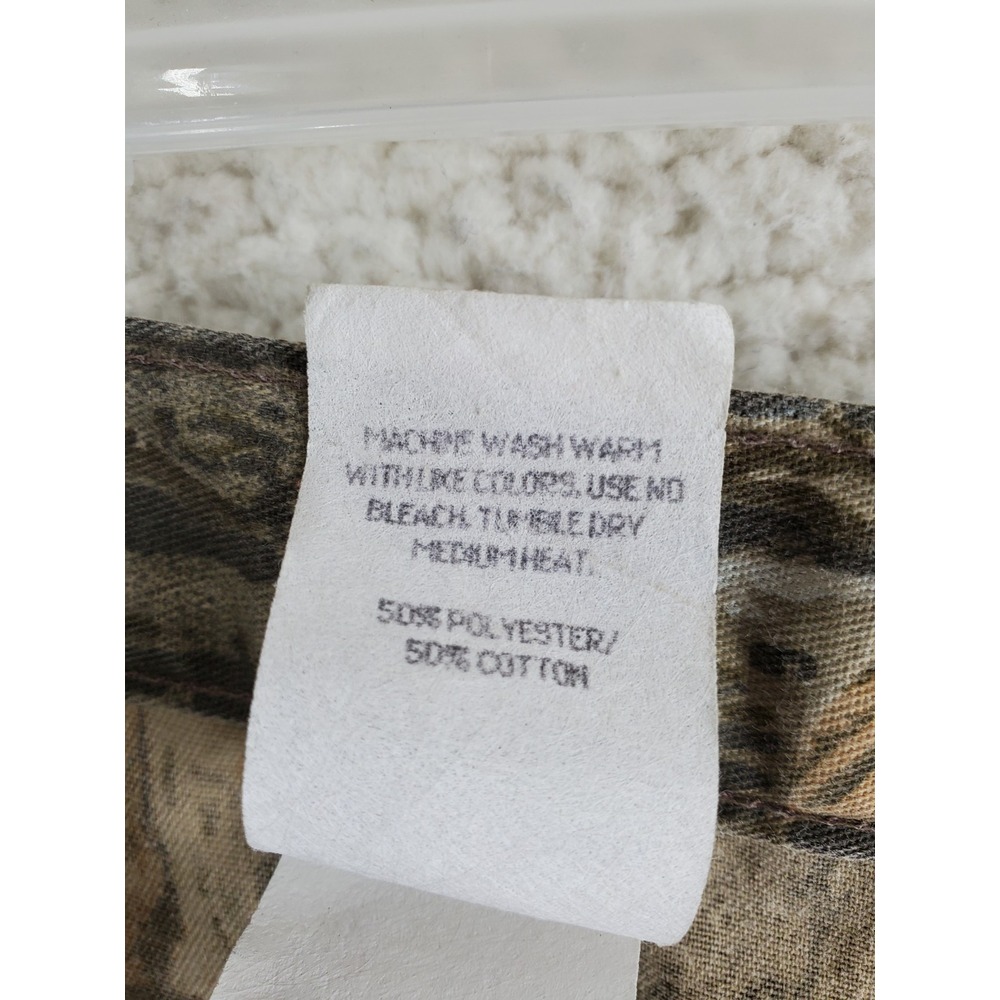 MACHINE WASH WARM
WITH LIKE COLORS. USE NO
BLEACH. TUMBLE DRY
MEDIUM HEAT.
50% POLYESTER/
50% COTTON